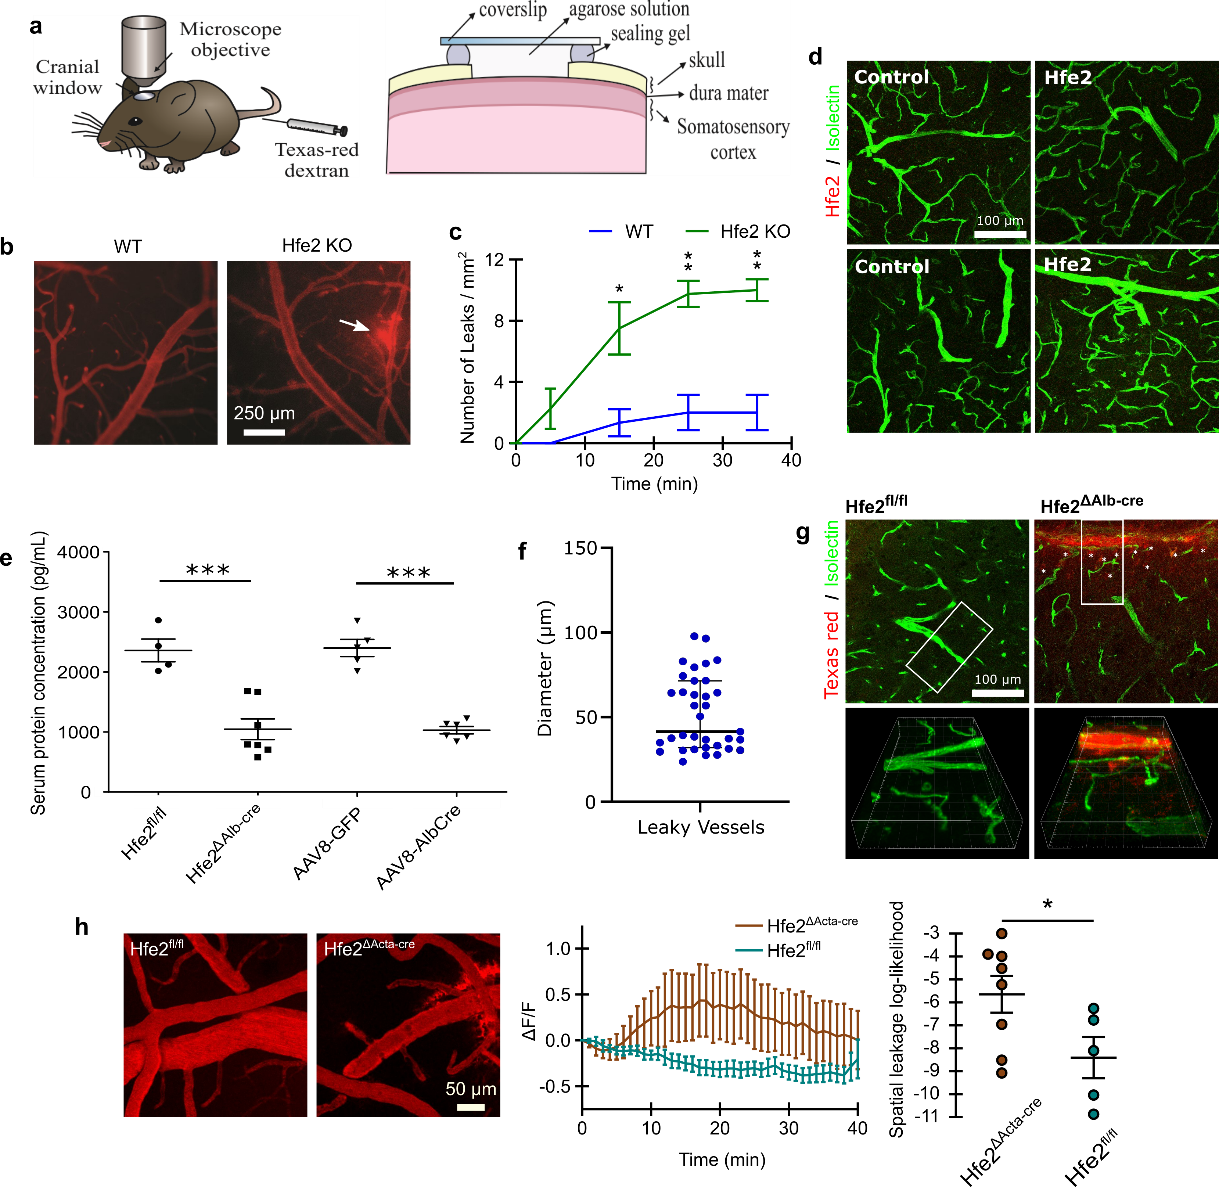 a
Microscope
objective
Cranial
window
Texas-red
dextran
coverslip
agarose solution
sealing gel
skull
dura mater
Somatosensory
cortex
b
WT
Hfe2 KO
250 µm
c
WT
Hfe2 KO
Number of Leaks / mm²
12
8
4
0
*
*
*
*
*
0
10
20
30
40
Time (min)
d
Hfe2 / Isolectin
Control
Hfe2
100 µm
Control
Hfe2
e
Serum protein concentration (pg/mL)
4000
3000
2000
1000
0
***
***
Hfe2fl/fl
Hfe2ΔAlb-cre
AAV8-GFP
AAV8-AlbCre
f
Diameter (µm)
150
100
50
0
Leaky Vessels
g
Texas red / Isolectin
Hfe2fl/fl
Hfe2ΔAlb-cre
100 µm
h
Hfe2fl/fl
Hfe2ΔActa-cre
50 µm
Hfe2ΔActa-cre
Hfe2fl/fl
ΔF/F
1.0
0.5
0.0
-0.5
0
10
20
30
40
Time (min)
Spatial leakage log-likelihood
-3
-4
-5
-6
-7
-8
-9
-10
-11
*
Hfe2ΔActa-cre
Hfe2fl/fl